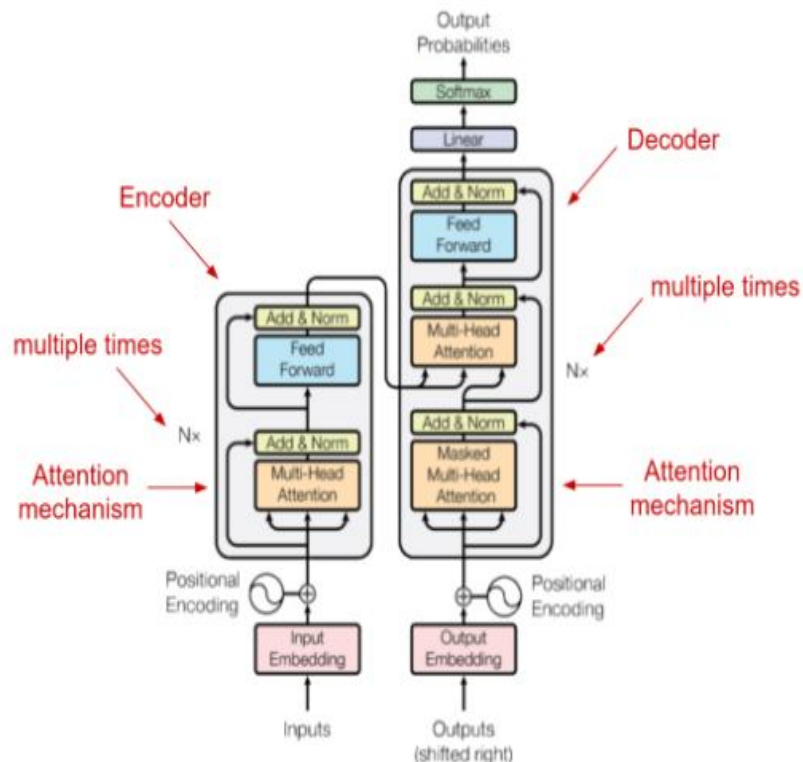 Output
Probabilities
Softmax
Linear
Decoder
Add & Norm
Feed
Forward
Add & Norm
Multi-Head
Attention
multiple times
N×
Add & Norm
Masked
Multi-Head
Attention
Attention
mechanism
Encoder
Add & Norm
Feed
Forward
multiple times
N×
Add & Norm
Multi-Head
Attention
Attention
mechanism
Positional
Encoding
Positional
Encoding
Input
Embedding
Output
Embedding
Inputs
Outputs
(shifted right)